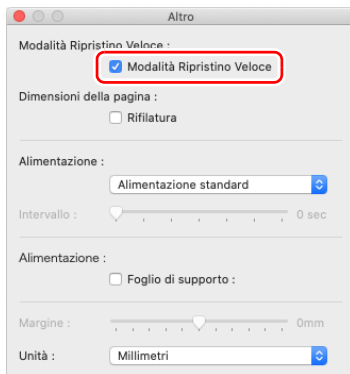 Altro
Modalità Ripristino Veloce :
Modalità Ripristino Veloce
Dimensioni della pagina :
Rifilatura
Alimentazione :
Alimentazione standard
Intervallo : 0 sec
Alimentazione :
Foglio di supporto :
Margine : 0mm
Unità : Millimetri